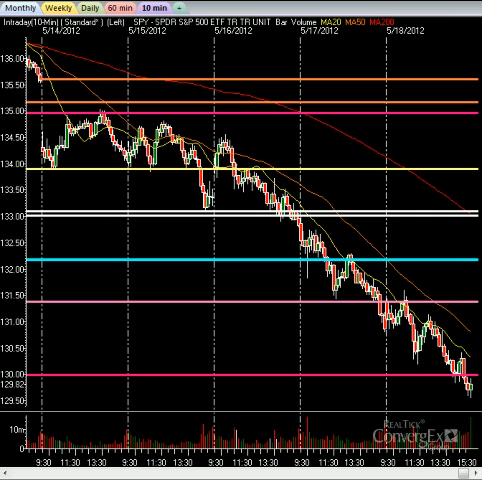 Monthly Weekly Daily 60 min 10 min +
Intraday(10-Min) (Standard* ) (Left) SPY - SPDR S&P 500 ETF TR TR UNIT Bar Volume MA20 MA50 MA200
5/14/2012 5/15/2012 5/16/2012 5/17/2012 5/18/2012
136.00
135.50
135.00
134.50
134.00
133.50
133.00
132.50
132.00
131.50
131.00
130.50
130.00
129.82
129.50
10m
REALTICK®
ConvergEx
9:30 11:30 13:30 9:30 11:30 13:30 9:30 11:30 13:30 9:30 11:30 13:30 9:30 11:30 13:30 15:30